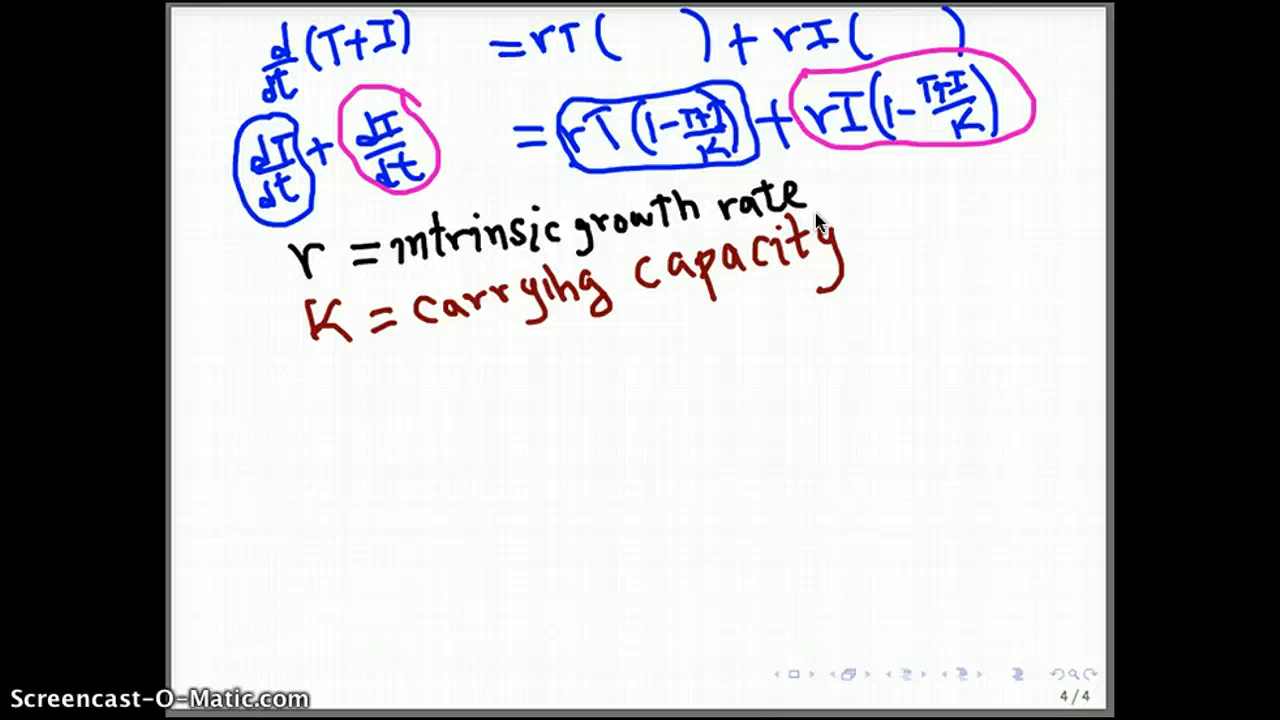 d/dt (T+I) = rT ( ) + rI ( )
dI/dt + dI/dt = rT (1 - T+I/K) + rI (1 - T+I/K)
r = intrinsic growth rate
K = carrying capacity
4 / 4
Screencast-O-Matic.com